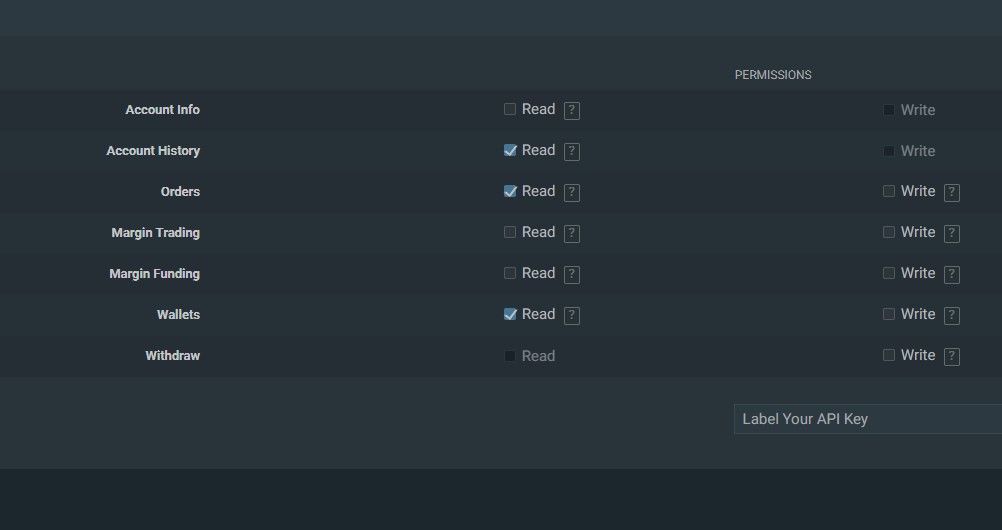 PERMISSIONS
Account Info Read ? Write
Account History Read ? Write
Orders Read ? Write ?
Margin Trading Read ? Write ?
Margin Funding Read ? Write ?
Wallets Read ? Write ?
Withdraw Read Write ?
Label Your API Key